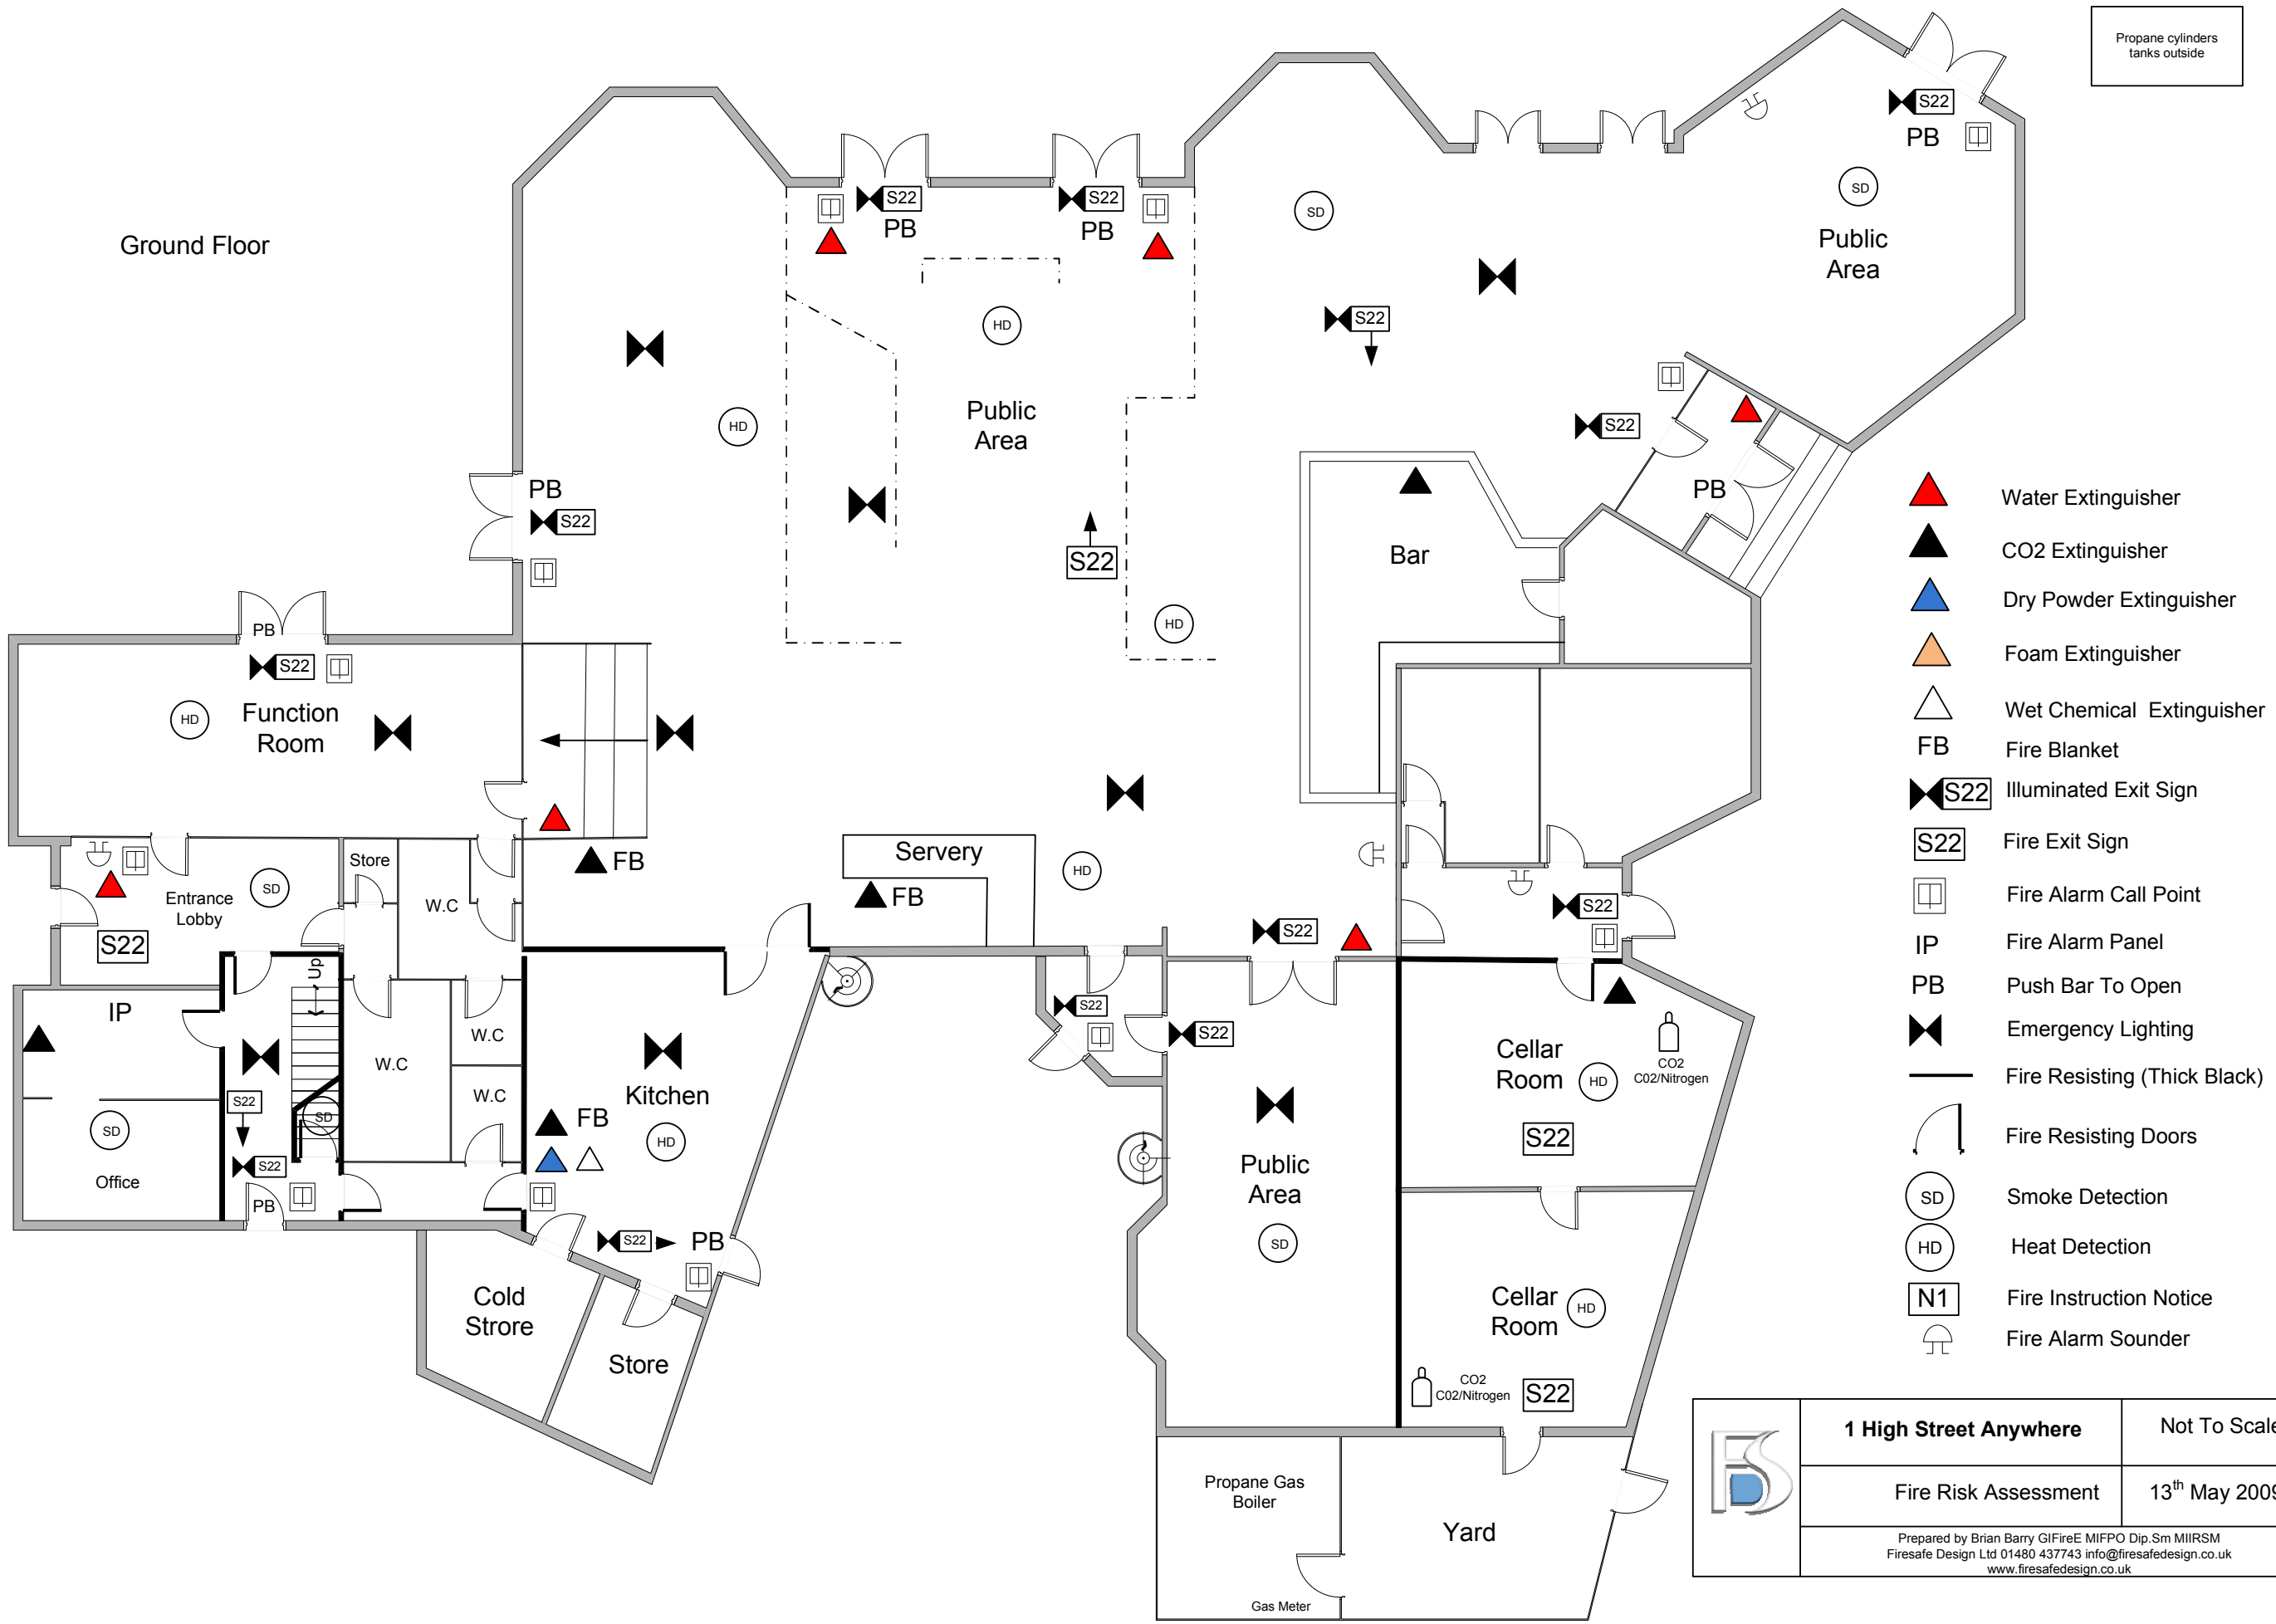 Propane cylinders
tanks outside
S22
PB
S22
PB
S22
PB
SD
SD
Ground Floor
Public
Area
HD
S22
Public
Area
HD
S22
PB
S22
PB
S22
Bar
HD
PB
S22
HD
Function
Room
Servery
Store
FB
HD
FB
SD
Entrance
Lobby
W.C
S22
S22
S22
Up
IP
S22
S22
W.C
W.C
Kitchen
Cellar
Room
HD
CO2
C02/Nitrogen
W.C
S22
SD
SD
FB
HD
S22
Public
Area
S22
Office
PB
SD
S22
PB
Cold
Strore
Store
Cellar
Room
HD
CO2
C02/Nitrogen
S22
Propane Gas
Boiler
Yard
Gas Meter
Water Extinguisher
CO2 Extinguisher
Dry Powder Extinguisher
Foam Extinguisher
Wet Chemical Extinguisher
FB Fire Blanket
S22 Illuminated Exit Sign
S22 Fire Exit Sign
Fire Alarm Call Point
IP Fire Alarm Panel
PB Push Bar To Open
Emergency Lighting
Fire Resisting (Thick Black)
Fire Resisting Doors
SD Smoke Detection
HD Heat Detection
N1 Fire Instruction Notice
Fire Alarm Sounder
1 High Street Anywhere
Not To Scale
Fire Risk Assessment
13th May 2009
Prepared by Brian Barry GIFireE MIFPO Dip.Sm MIIRSM
Firesafe Design Ltd 01480 437743 info@firesafedesign.co.uk
www.firesafedesign.co.uk